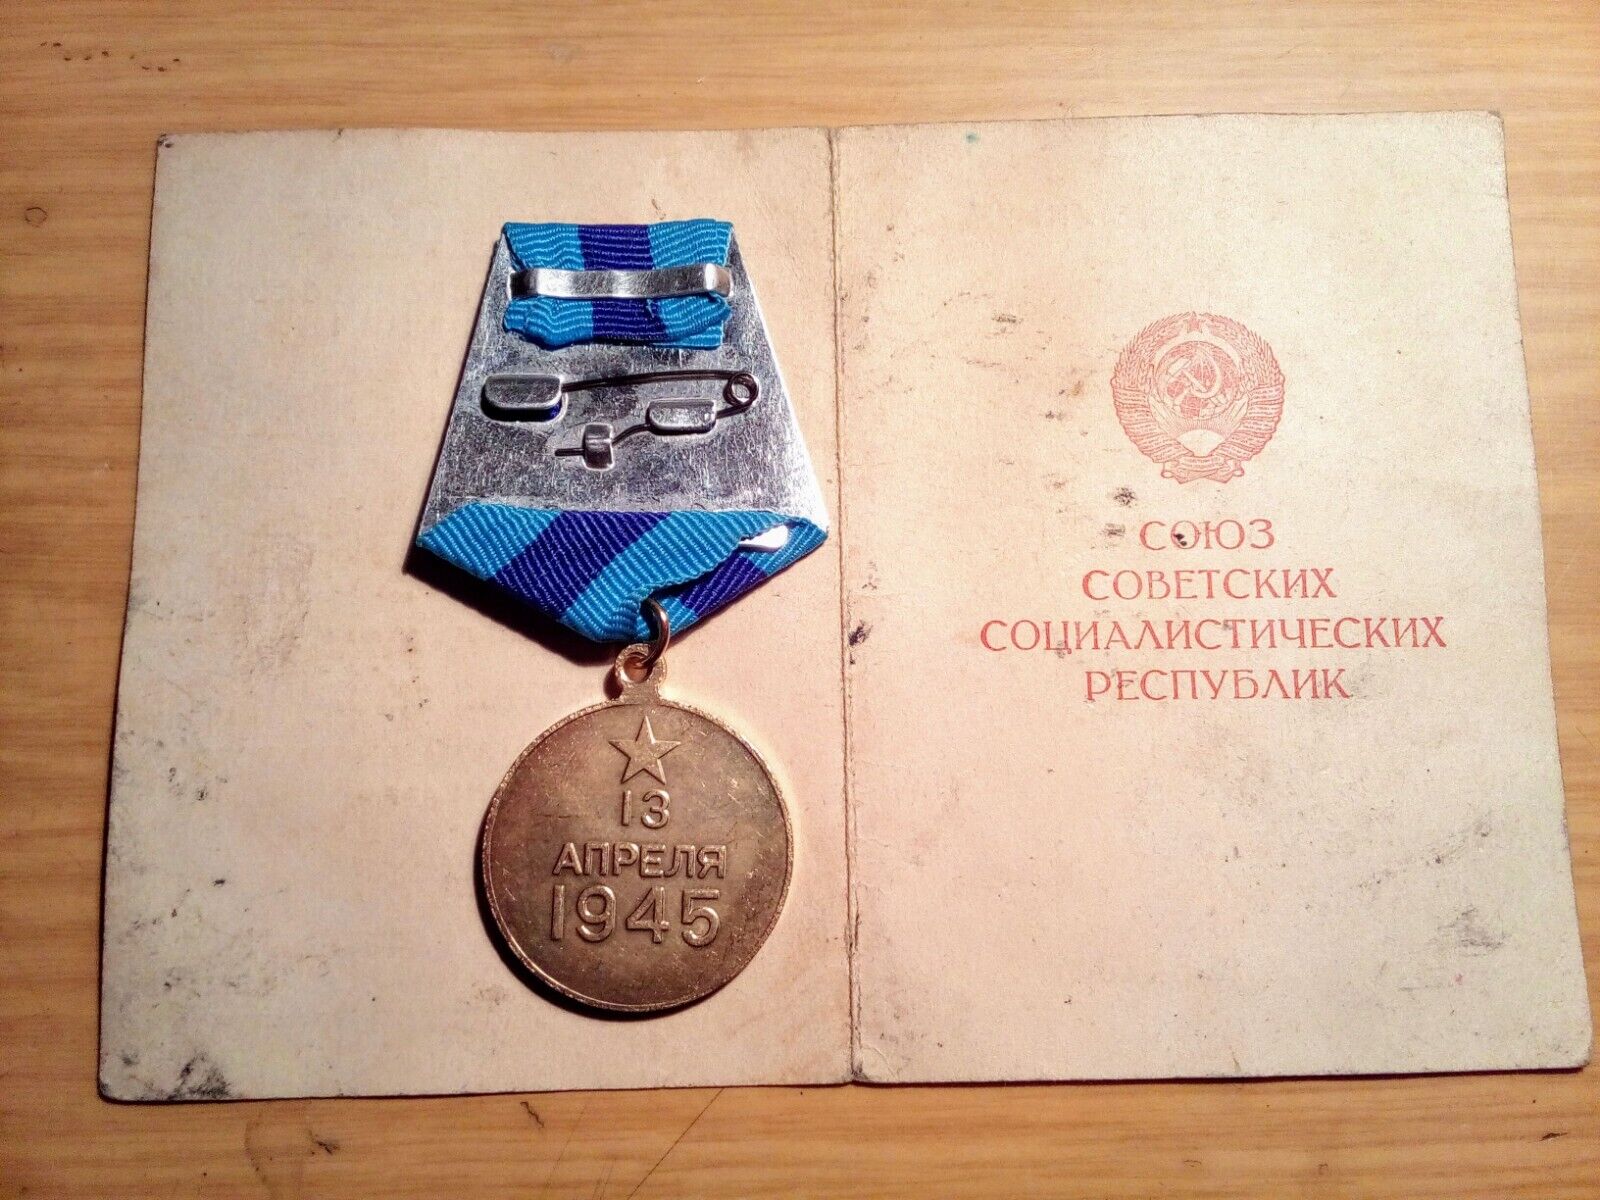 13
АПРЕЛЯ
1945
СОЮЗ
СОВЕТСКИХ
СОЦИАЛИСТИЧЕСКИХ
РЕСПУБЛИК